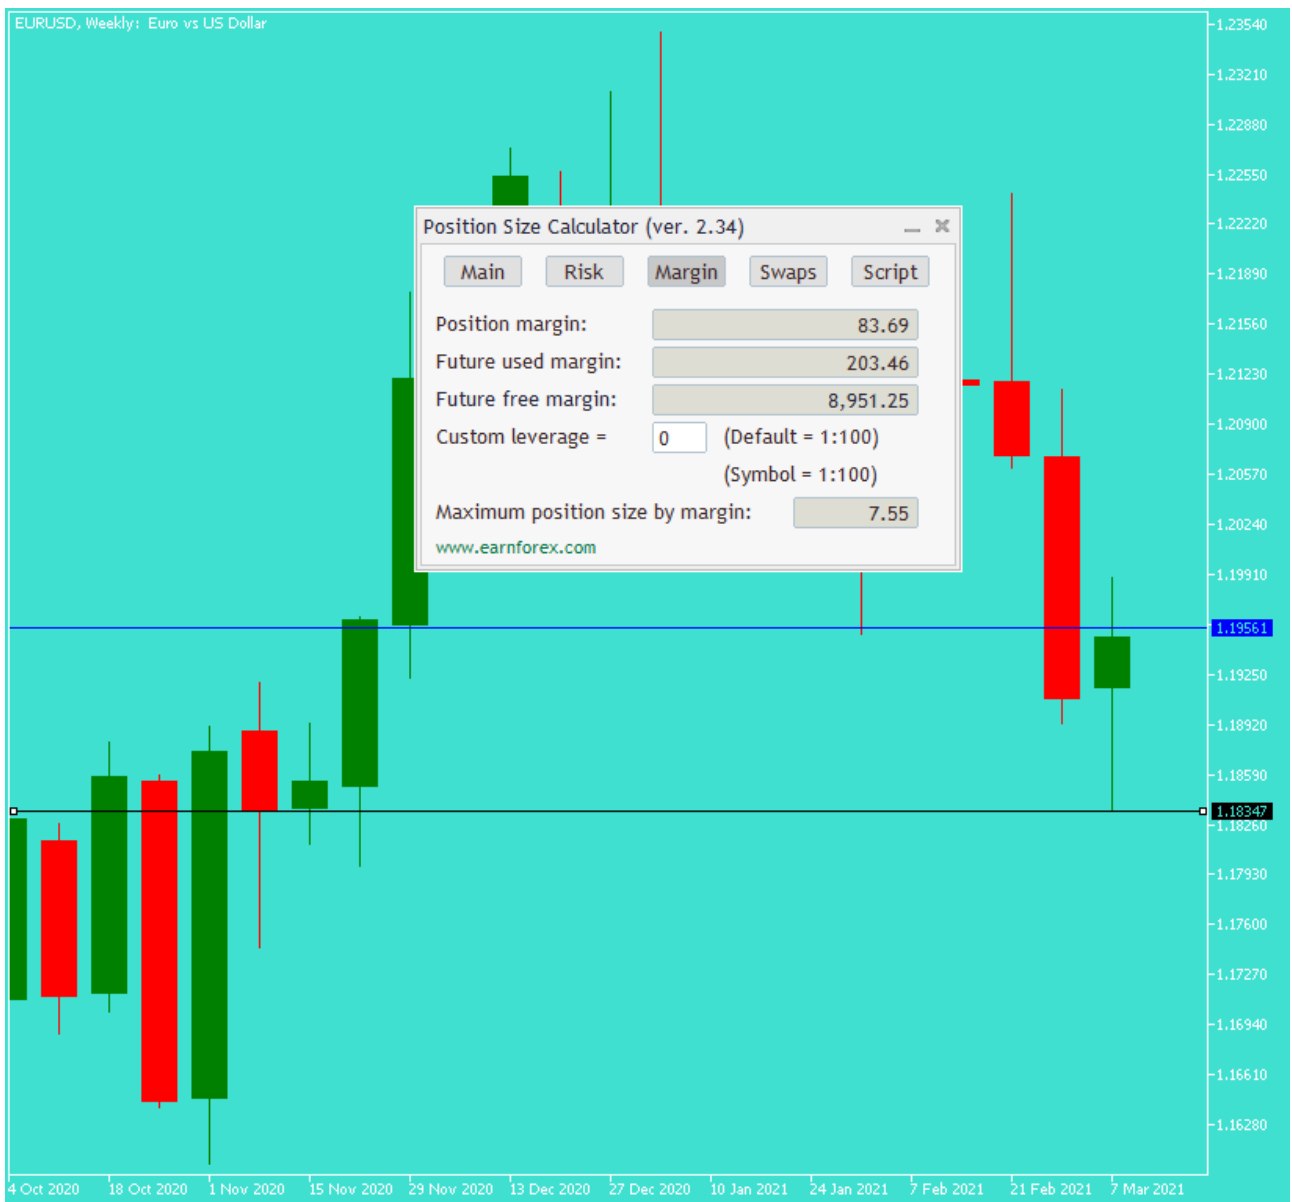 EURUSD, Weekly: Euro vs US Dollar
1.23540
1.23210
1.22880
1.22550
1.22220
1.21890
1.21560
1.21230
1.20900
1.20570
1.20240
1.19910
1.19561
1.19250
1.18920
1.18590
1.18347
1.18260
1.17930
1.17600
1.17270
1.16940
1.16610
1.16280
Position Size Calculator (ver. 2.34)
Main Risk Margin Swaps Script
Position margin: 83.69
Future used margin: 203.46
Future free margin: 8,951.25
Custom leverage = 0 (Default = 1:100)
(Symbol = 1:100)
Maximum position size by margin: 7.55
www.earnforex.com
4 Oct 2020 18 Oct 2020 1 Nov 2020 15 Nov 2020 29 Nov 2020 13 Dec 2020 27 Dec 2020 10 Jan 2021 24 Jan 2021 7 Feb 2021 21 Feb 2021 7 Mar 2021